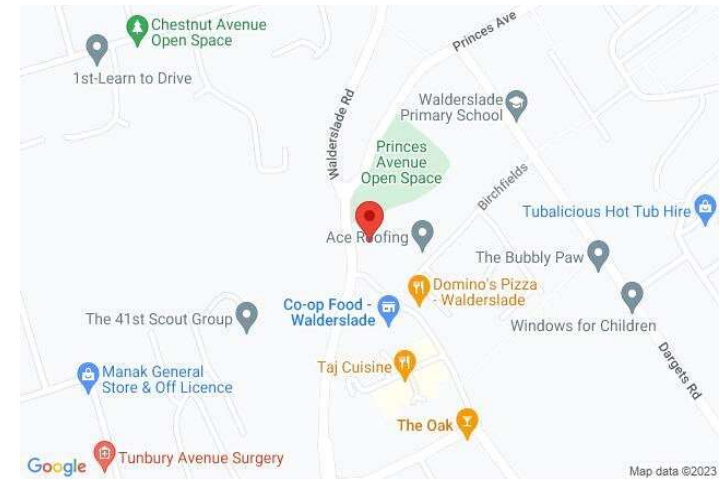 Chestnut Avenue
Open Space
1st-Learn to Drive
Princes Ave
Walderslade Rd
Walderslade
Primary School
Princes
Avenue
Open Space
Birchfields
Tubalicious Hot Tub Hire
Ace Roofing
The Bubbly Paw
Domino's Pizza
- Walderslade
Co-op Food -
Walderslade
The 41st Scout Group
Windows for Children
Dargets Rd
Taj Cuisine
Manak General
Store & Off Licence
The Oak
Tunbury Avenue Surgery
Google
Map data ©2023